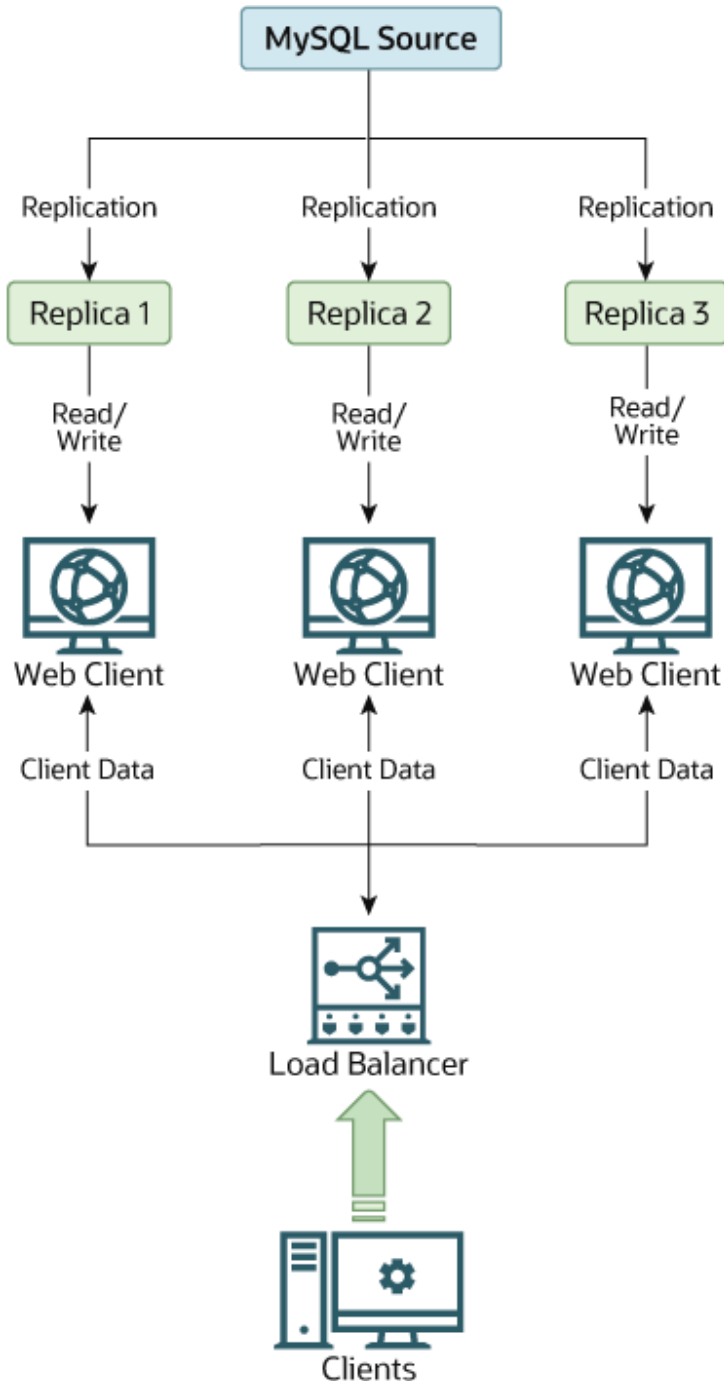 MySQL Source
Replication
Replication
Replication
Replica 1
Replica 2
Replica 3
Read/
Write
Read/
Write
Read/
Write
Web Client
Web Client
Web Client
Client Data
Client Data
Client Data
Load Balancer
Clients